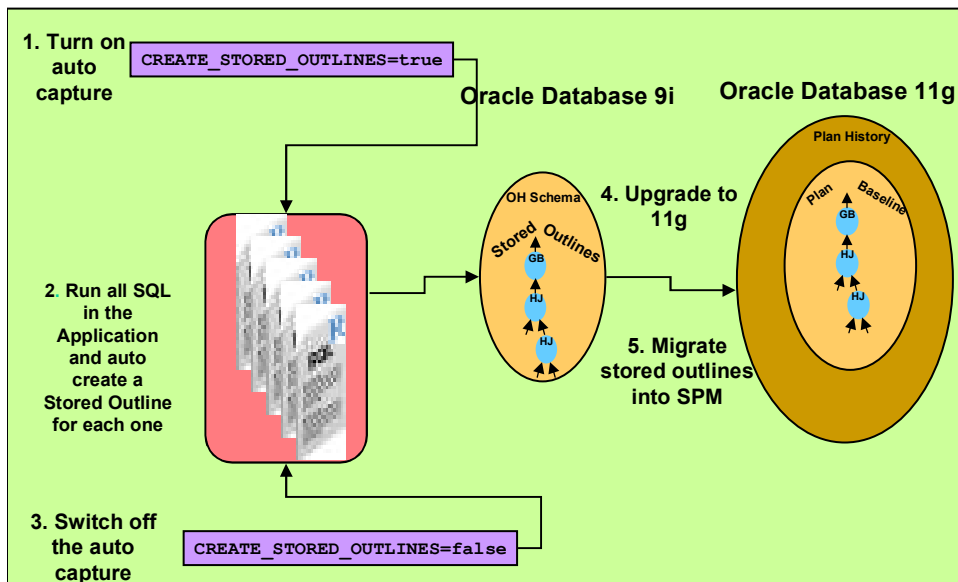 1. Turn on
auto
capture
CREATE_STORED_OUTLINES=true
Oracle Database 9i
Oracle Database 11g
Plan History
Plan Baseline
GB
HJ
HJ
OH Schema
Stored Outlines
GB
HJ
HJ
4. Upgrade to
11g
2. Run all SQL
in the
Application
and auto
create a
Stored Outline
for each one
SQL
5. Migrate
stored outlines
into SPM
3. Switch off
the auto
capture
CREATE_STORED_OUTLINES=false